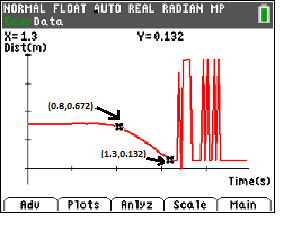 NORMAL FLOAT AUTO REAL RADIAN MP
Easy Data
X= 1.3 Y= 0.132
Dist(m)
(0.8,0.672)
(1.3,0.132)
Time(s)
Adv Plots Anlyz Scale Main